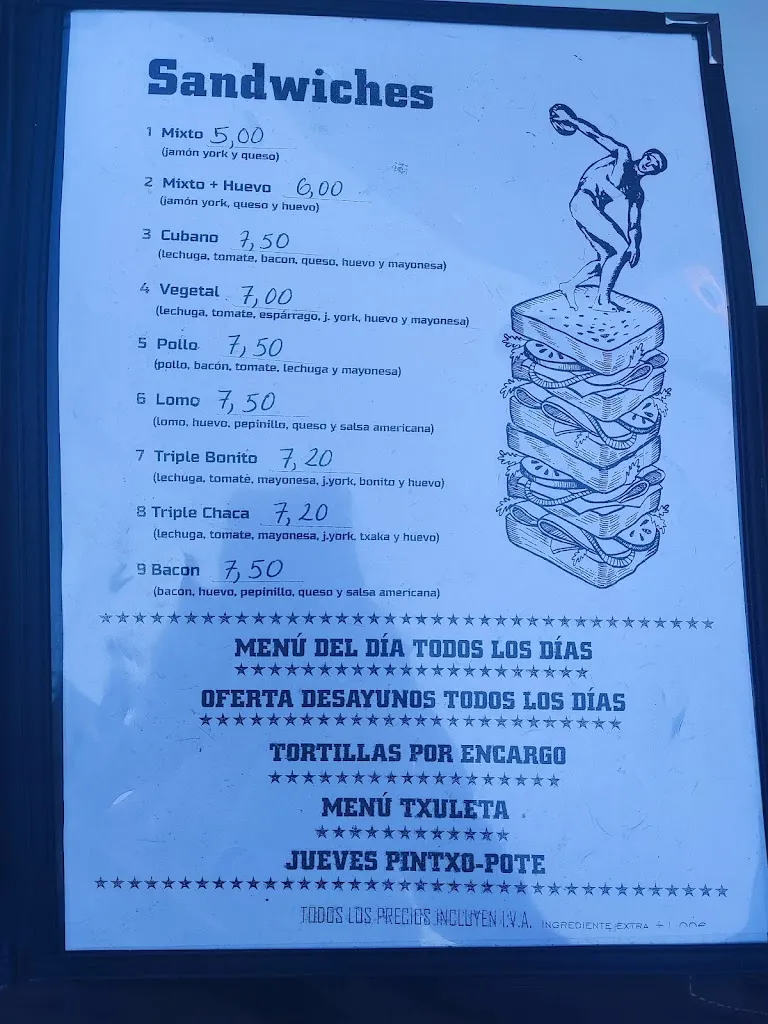 Sandwiches
1 Mixto 5,00
(jamón york y queso)
2 Mixto + Huevo 6,00
(jamón york, queso y huevo)
3 Cubano 7,50
(lechuga, tomate, bacon, queso, huevo y mayonesa)
4 Vegetal 7,00
(lechuga, tomate, espárrago, j. york, huevo y mayonesa)
5 Pollo 7,50
(pollo, bacón, tomate, lechuga y mayonesa)
6 Lomo 7,50
(lomo, huevo, pepinillo, queso y salsa americana)
7 Triple Bonito 7,20
(lechuga, tomate, mayonesa, j.york, bonito y huevo)
8 Triple Chaca 7,20
(lechuga, tomate, mayonesa, j.york, txaka y huevo)
9 Bacon 7,50
(bacón, huevo, pepinillo, queso y salsa americana)
MENÚ DEL DÍA TODOS LOS DÍAS
OFERTA DESAYUNOS TODOS LOS DÍAS
TORTILLAS POR ENCARGO
MENÚ TXULETA
JUEVES PINTXO-POTE
TODOS LOS PRECIOS INCLUYEN I.V.A. INGREDIENTE EXTRA